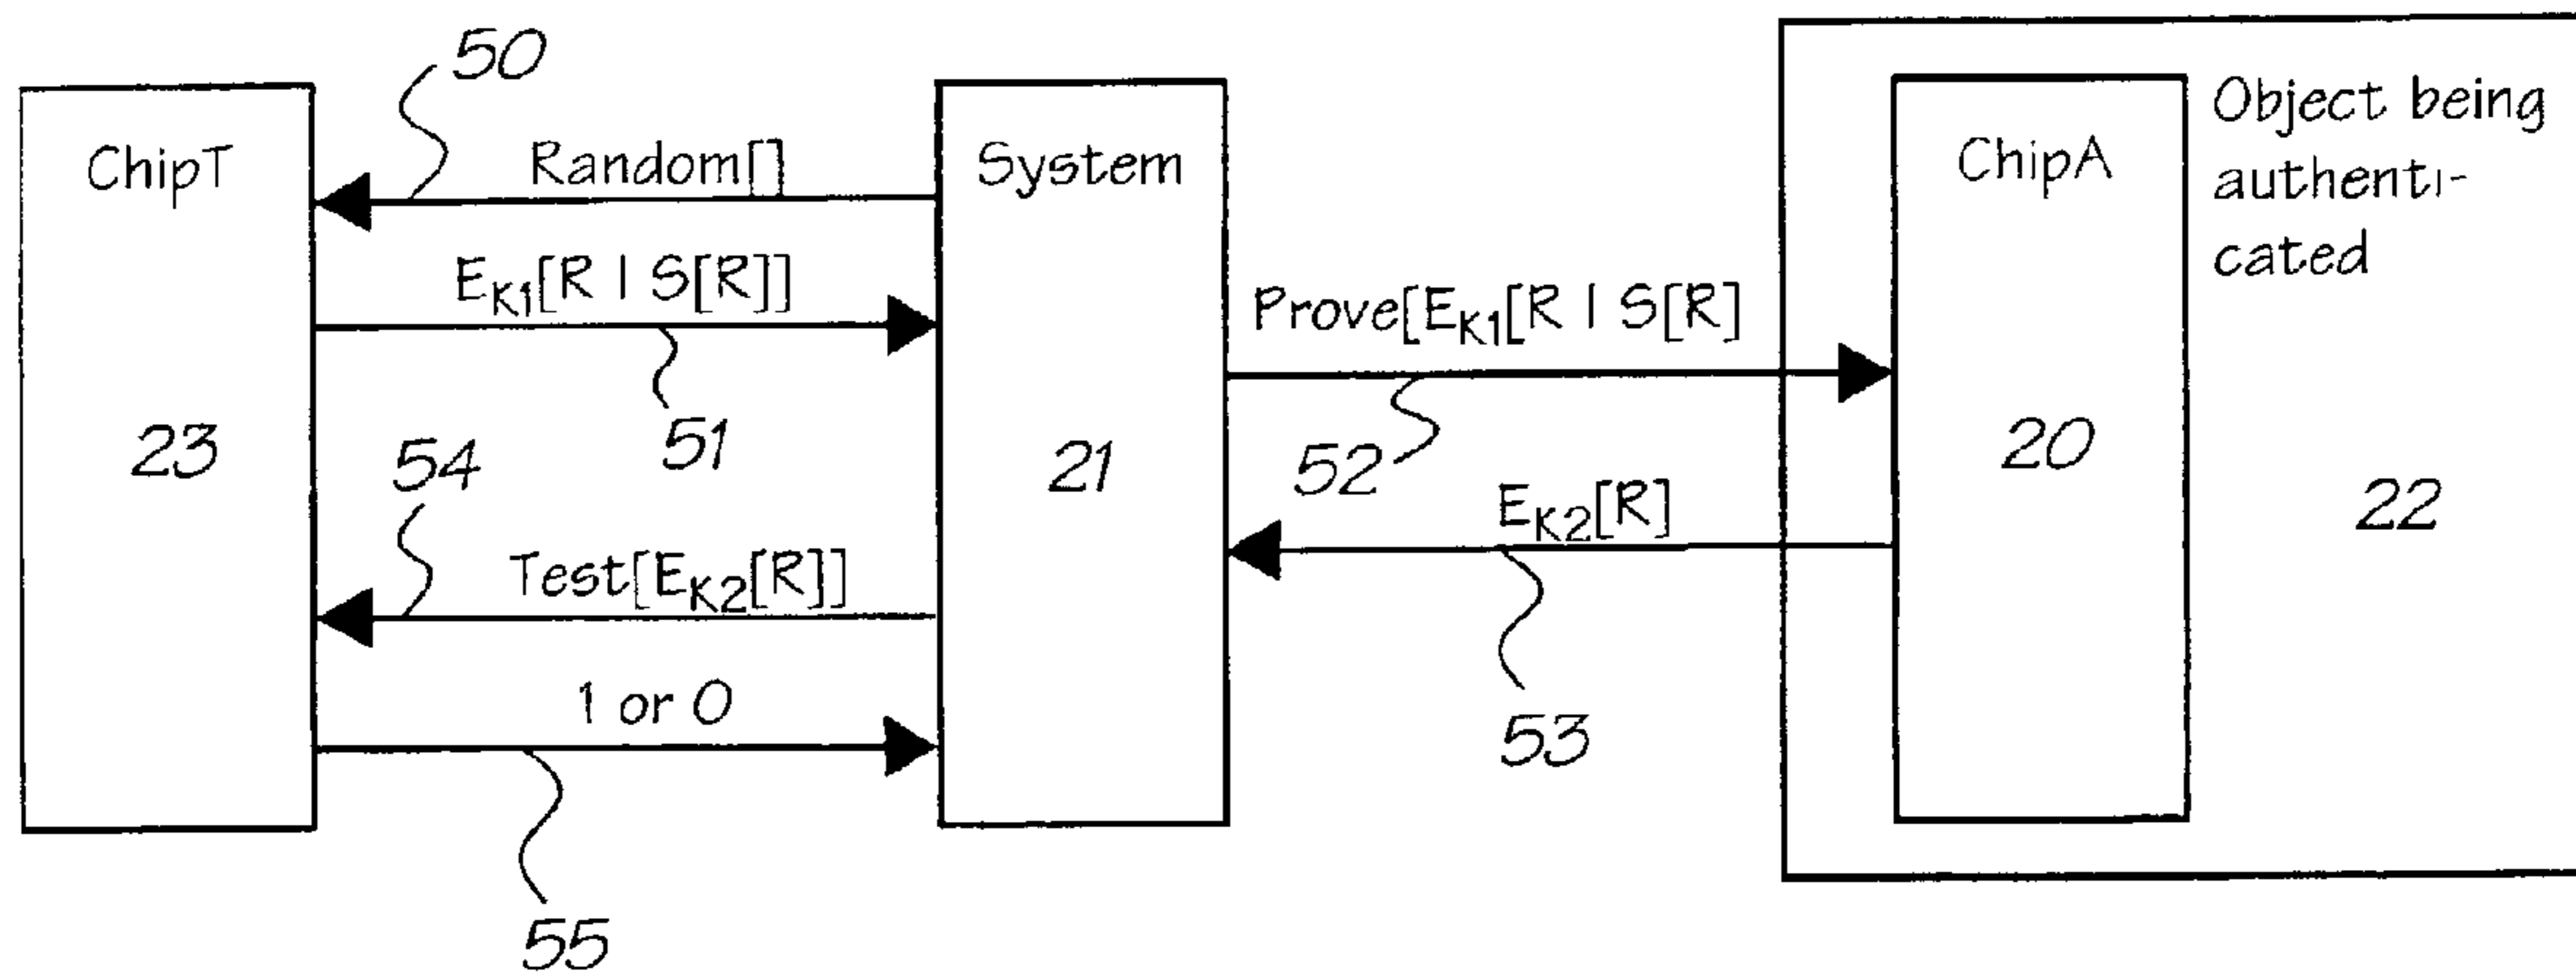 50
ChipT
Random[]
System
ChipA
Object being
authenti-
cated
E_K1[R | S[R]]
Prove[E_K1[R | S[R]
51
52
23
54
21
20
22
E_K2[R]
Test[E_K2[R]]
53
1 or 0
55